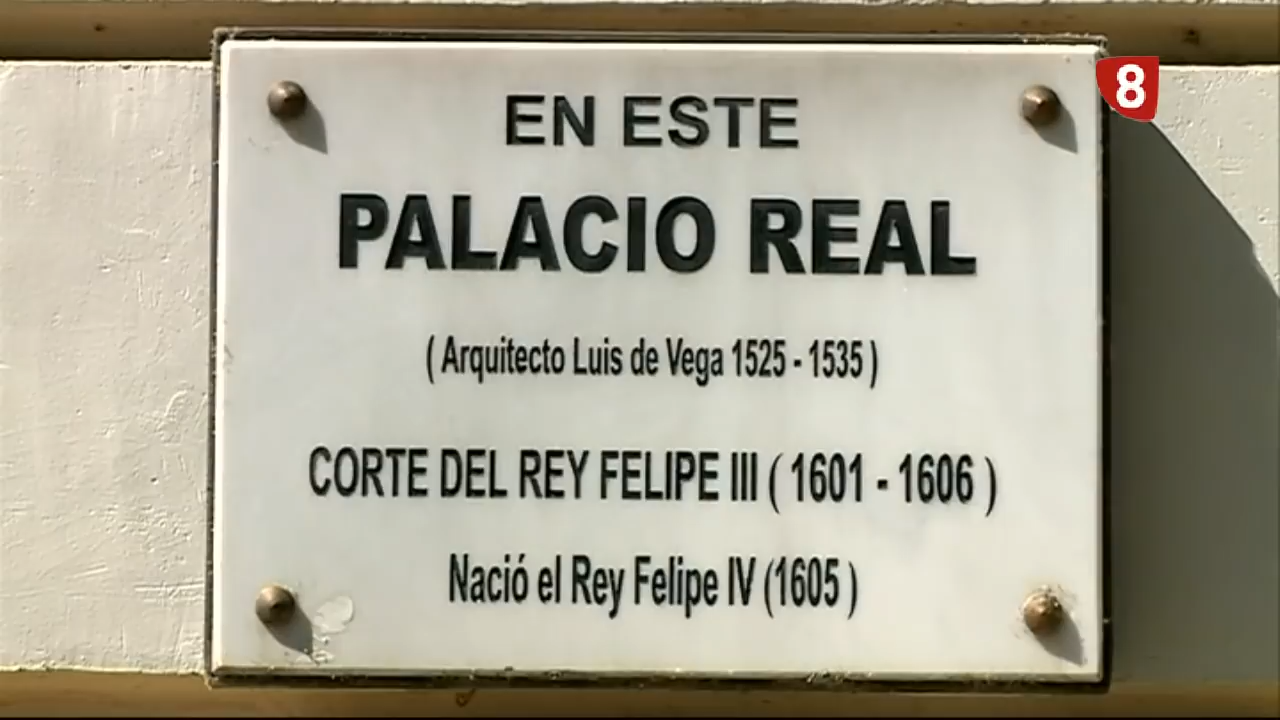 8
EN ESTE
PALACIO REAL
( Arquitecto Luis de Vega 1525 - 1535 )
CORTE DEL REY FELIPE III ( 1601 - 1606 )
Nació el Rey Felipe IV (1605 )